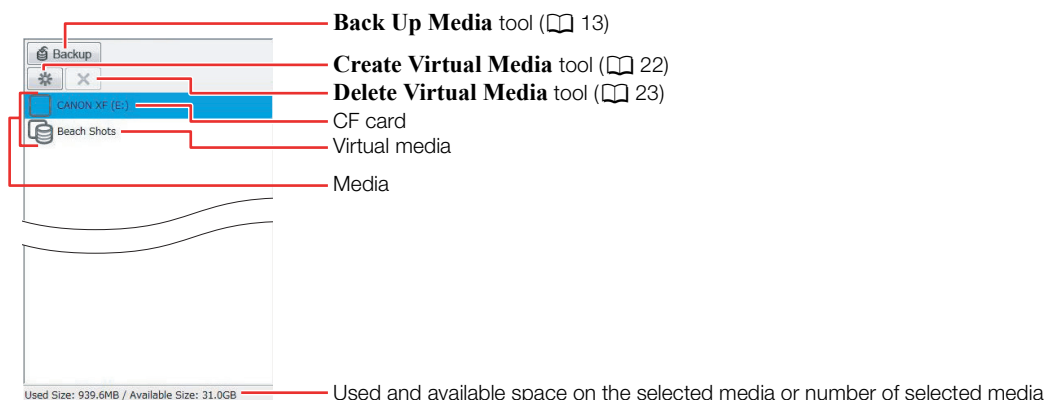 Back Up Media tool (13)
Backup
Create Virtual Media tool (22)
Delete Virtual Media tool (23)
CANON XF (E:)
CF card
Beach Shots
Virtual media
Media
Used Size: 939.6MB / Available Size: 31.0GB
Used and available space on the selected media or number of selected media